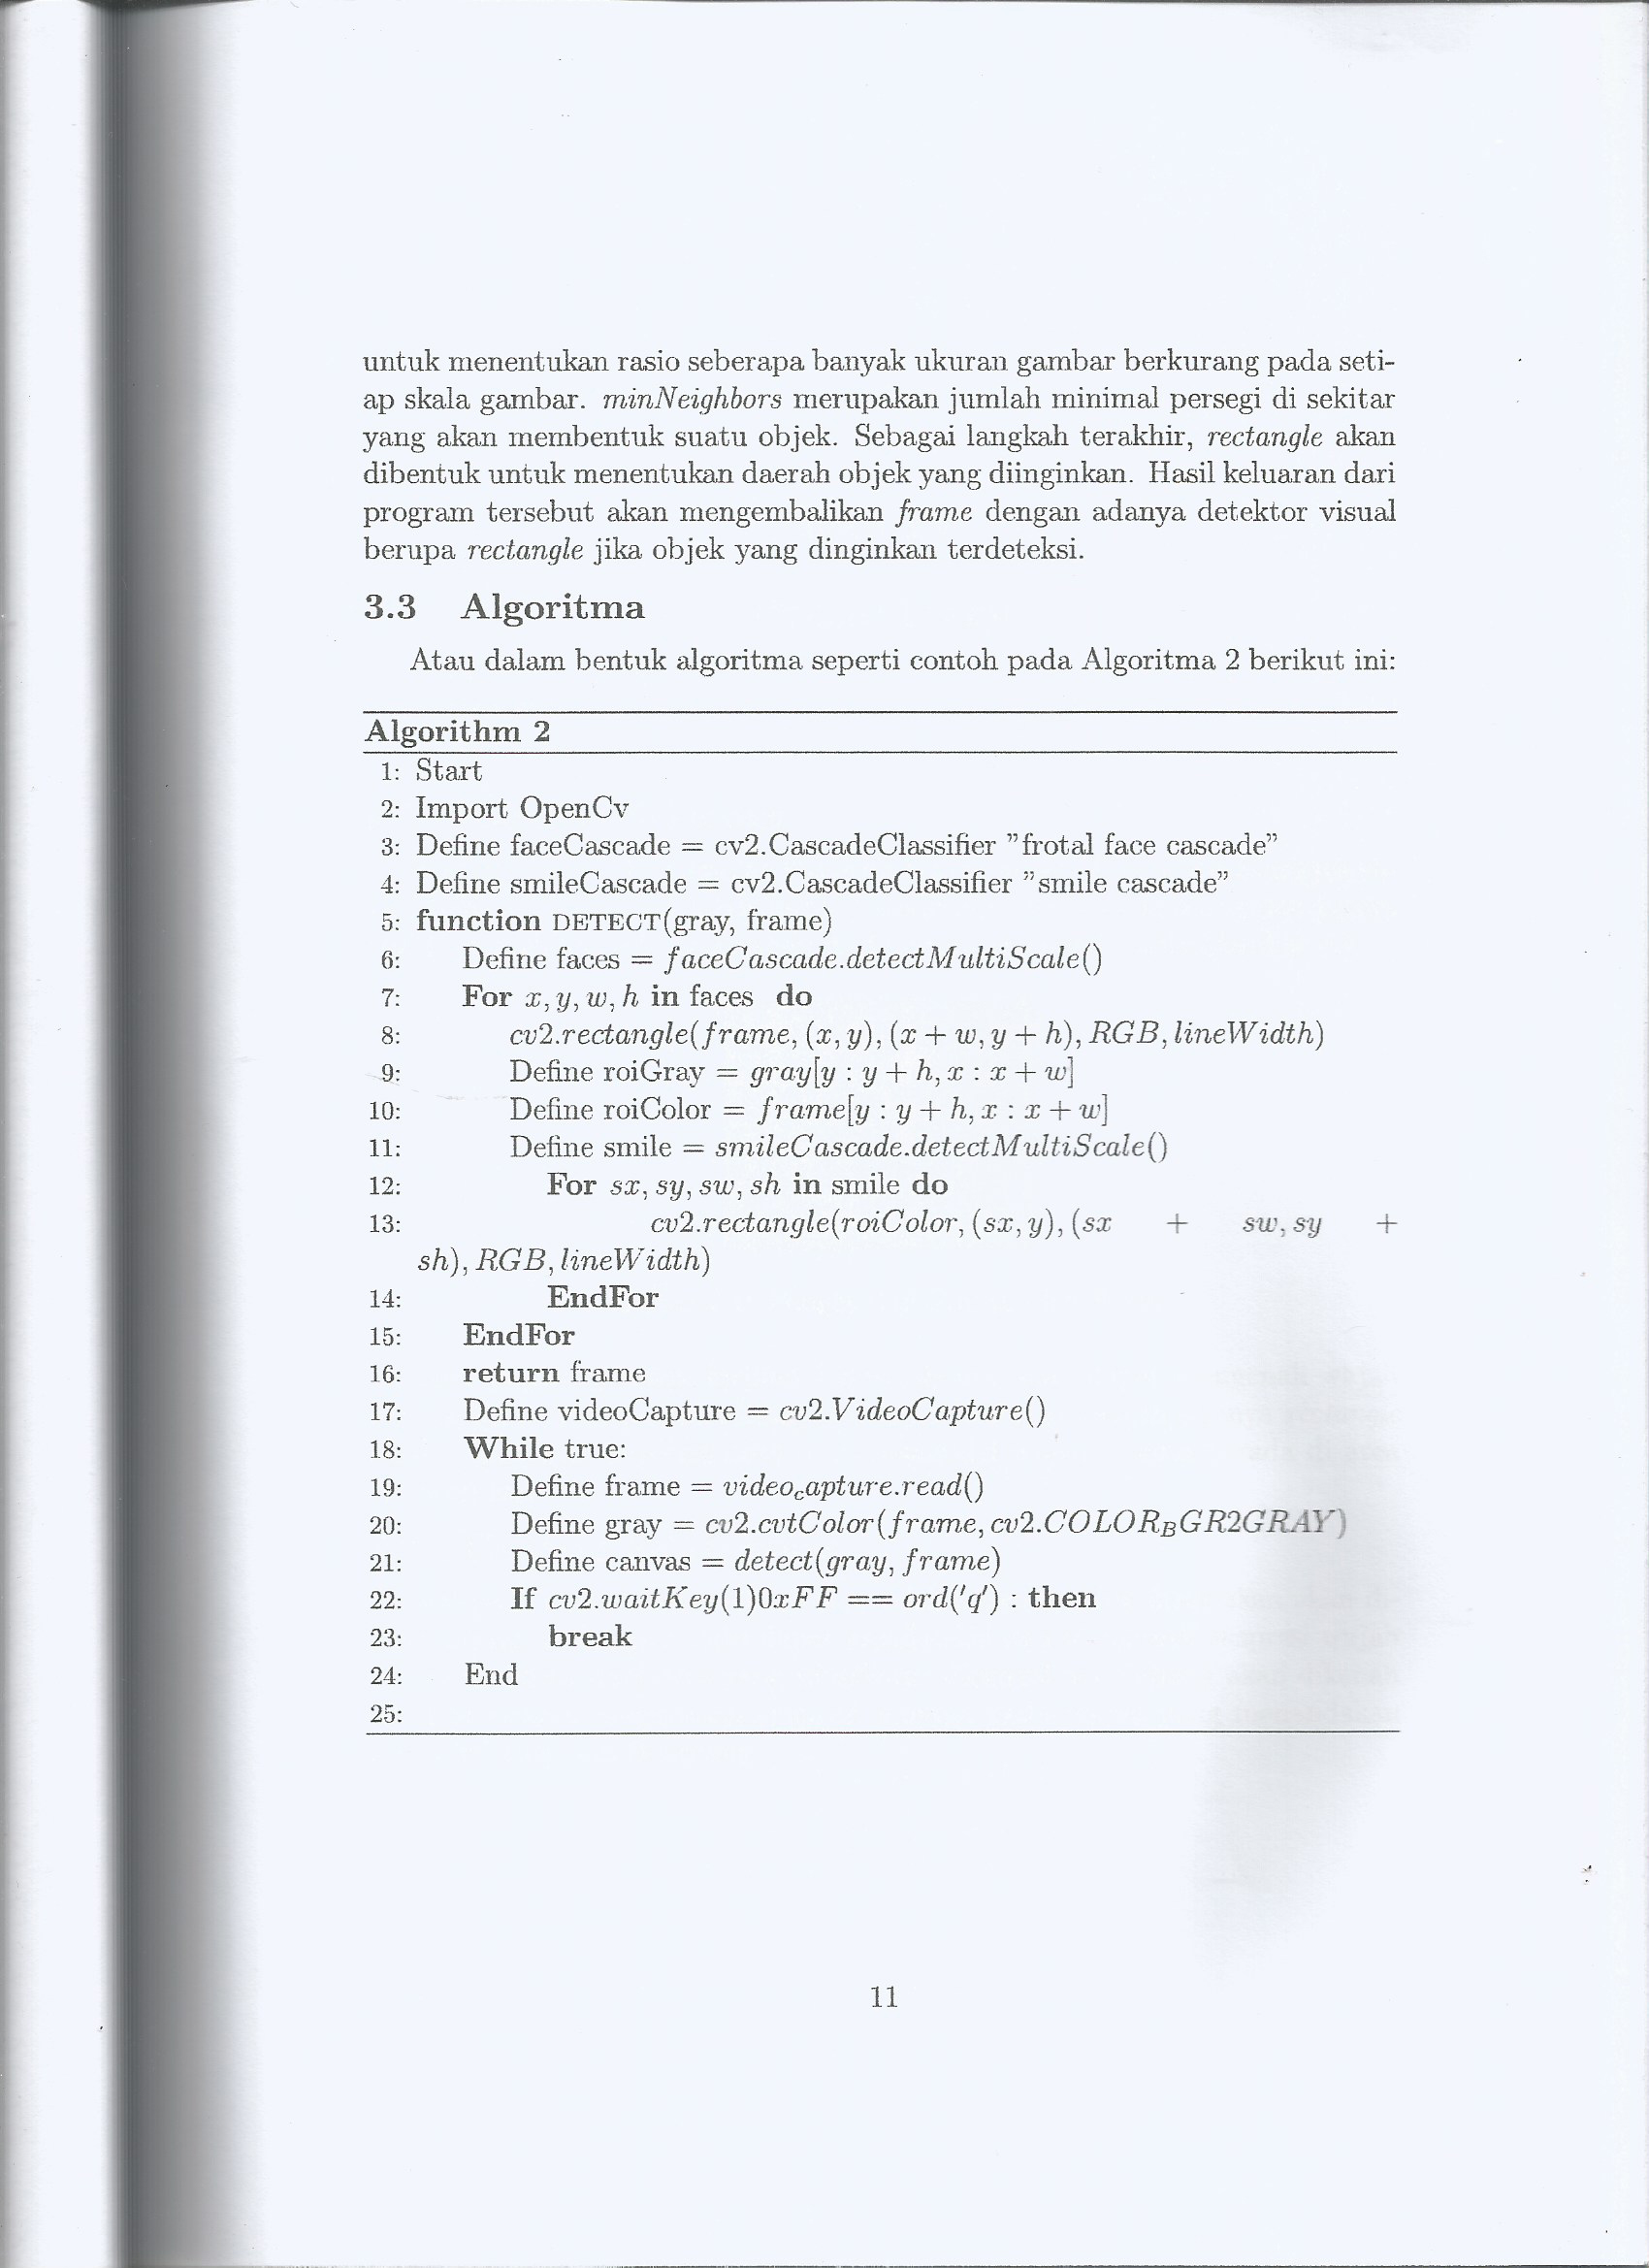 untuk menentukan rasio seberapa banyak ukuran gambar berkurang pada seti-
ap skala gambar. minNeighbors merupakan jumlah minimal persegi di sekitar
yang akan membentuk suatu objek. Sebagai langkah terakhir, rectangle akan
dibentuk untuk menentukan daerah objek yang diinginkan. Hasil keluaran dari
program tersebut akan mengembalikan frame dengan adanya detektor visual
berupa rectangle jika objek yang dinginkan terdeteksi.
3.3 Algoritma
Atau dalam bentuk algoritma seperti contoh pada Algoritma 2 berikut ini:
Algorithm 2
1: Start
2: Import OpenCv
3: Define faceCascade = cv2.CascadeClassifier ”frotal face cascade”
4: Define smileCascade = cv2.CascadeClassifier ”smile cascade”
5: function DETECT(gray, frame)
6: Define faces = faceCascade.detectMultiScale()
7: For x, y, w, h in faces do
8: cv2.rectangle(frame, (x, y), (x + w, y + h), RGB, lineWidth)
9: Define roiGray = gray[y : y + h, x : x + w]
10: Define roiColor = frame[y : y + h, x : x + w]
11: Define smile = smileCascade.detectMultiScale()
12: For sx, sy, sw, sh in smile do
13: cv2.rectangle(roiColor, (sx, y), (sx + sw, sy +
sh), RGB, lineWidth)
14: EndFor
15: EndFor
16: return frame
17: Define videoCapture = cv2.VideoCapture()
18: While true:
19: Define frame = video_capture.read()
20: Define gray = cv2.cvtColor(frame, cv2.COLOR_BGR2GRAY)
21: Define canvas = detect(gray, frame)
22: If cv2.waitKey(1)0xFF == ord('q') : then
23: break
24: End
25:
11